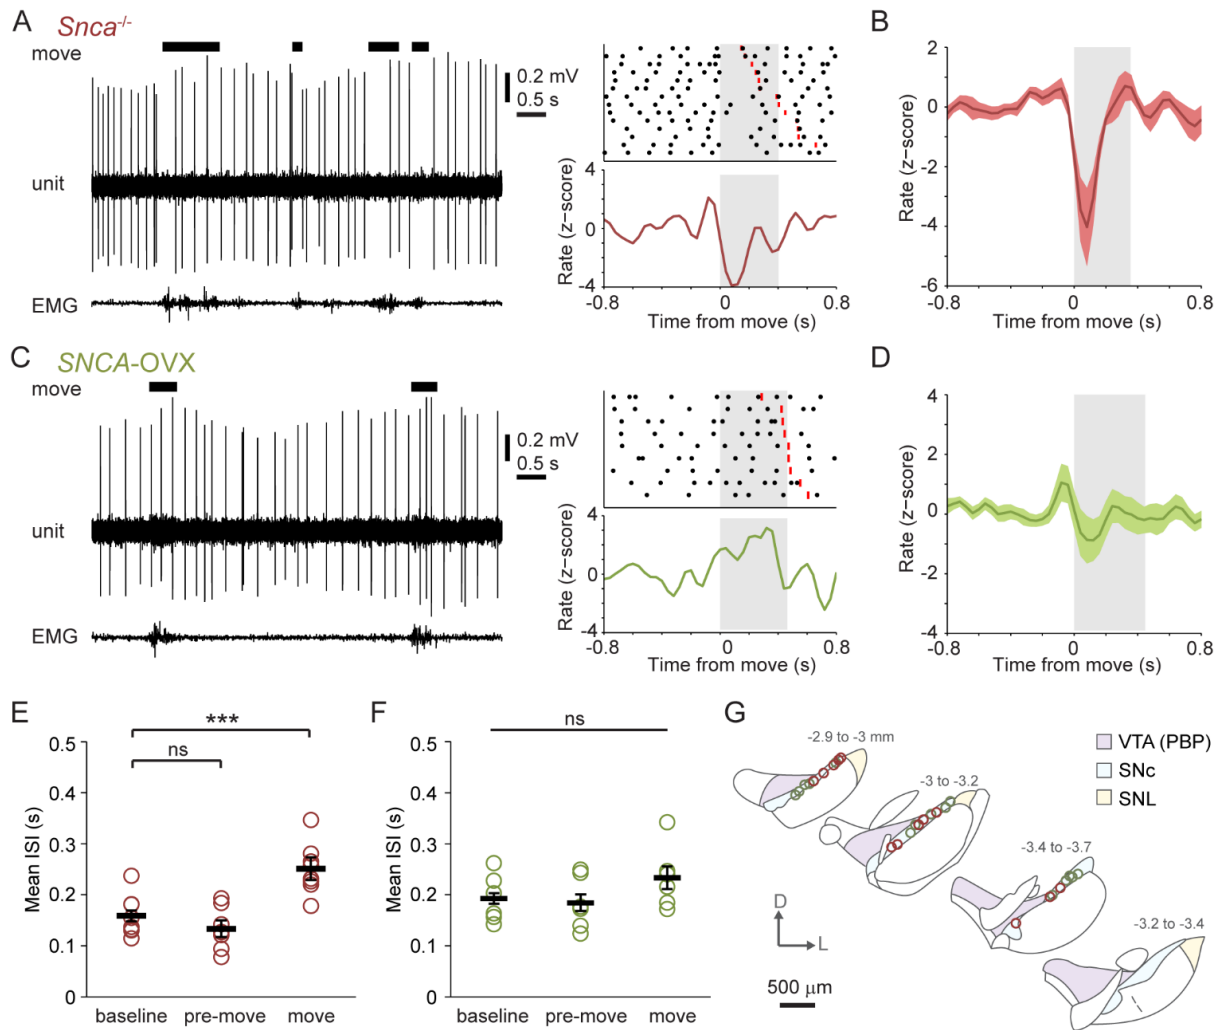 A
Snca-/-
move
0.2 mV
0.5 s
unit
EMG
4
0
-4
Rate (z-score)
-0.8
0
0.8
Time from move (s)
B
2
0
-2
-4
-6
Rate (z-score)
-0.8
0
0.8
Time from move (s)
C
SNCA-OVX
move
0.2 mV
0.5 s
unit
EMG
4
0
-4
Rate (z-score)
-0.8
0
0.8
Time from move (s)
D
4
2
0
-2
-4
Rate (z-score)
-0.8
0
0.8
Time from move (s)
E
***
ns
0.5
0.4
0.3
0.2
0.1
0
Mean ISI (s)
baseline
pre-move
move
F
ns
0.5
0.4
0.3
0.2
0.1
0
Mean ISI (s)
baseline
pre-move
move
G
-2.9 to -3 mm
-3 to -3.2
-3.4 to -3.7
-3.2 to -3.4
VTA (PBP)
SNc
SNL
D
L
500 μm